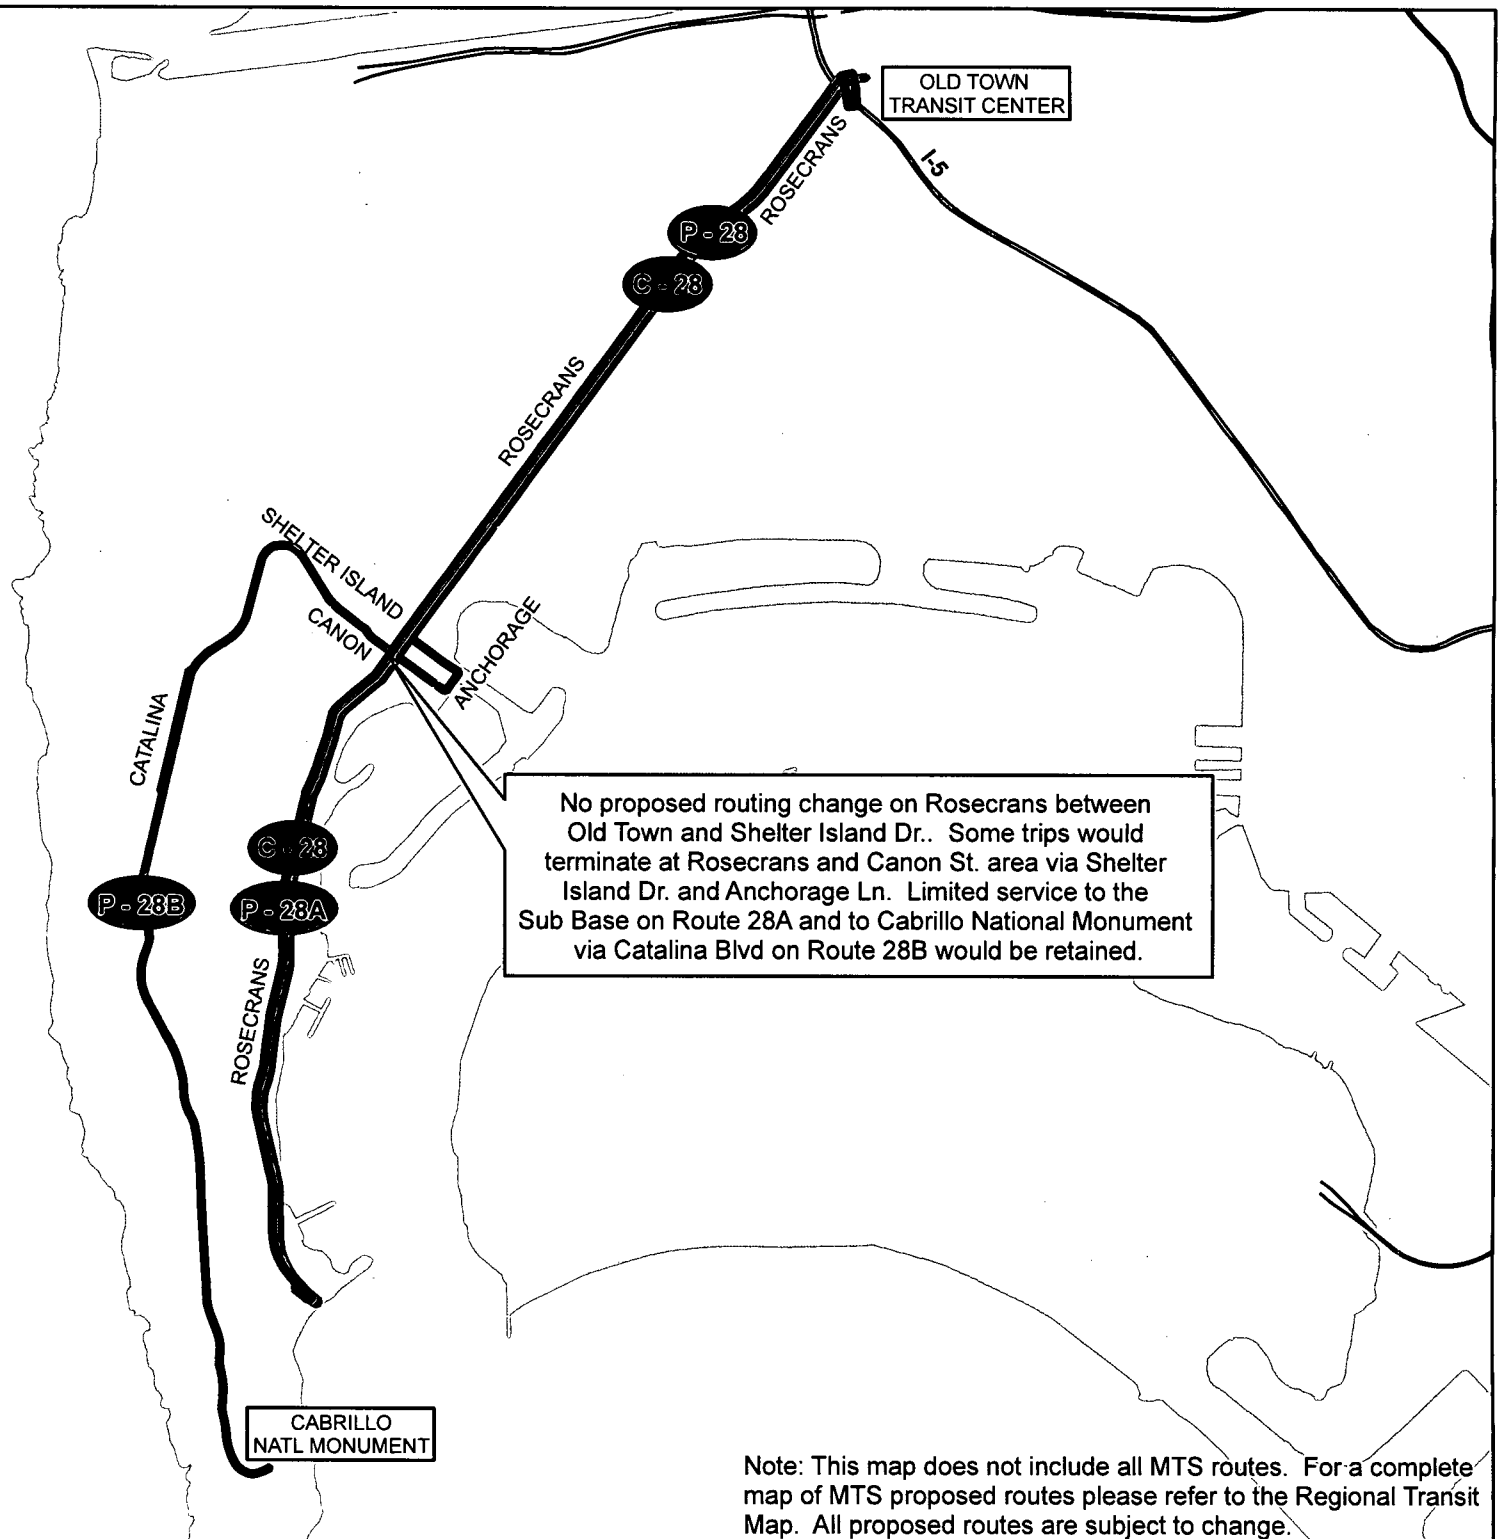 OLD TOWN
TRANSIT CENTER
I-5
ROSECRANS
P - 28
C - 28
ROSECRANS
SHELTER ISLAND
CANON
ANCHORAGE
CATALINA
No proposed routing change on Rosecrans between
Old Town and Shelter Island Dr.. Some trips would
terminate at Rosecrans and Canon St. area via Shelter
Island Dr. and Anchorage Ln. Limited service to the
Sub Base on Route 28A and to Cabrillo National Monument
via Catalina Blvd on Route 28B would be retained.
C - 28
P - 28B
P - 28A
ROSECRANS
CABRILLO
NATL MONUMENT
Note: This map does not include all MTS routes. For a complete
map of MTS proposed routes please refer to the Regional Transit
Map. All proposed routes are subject to change.